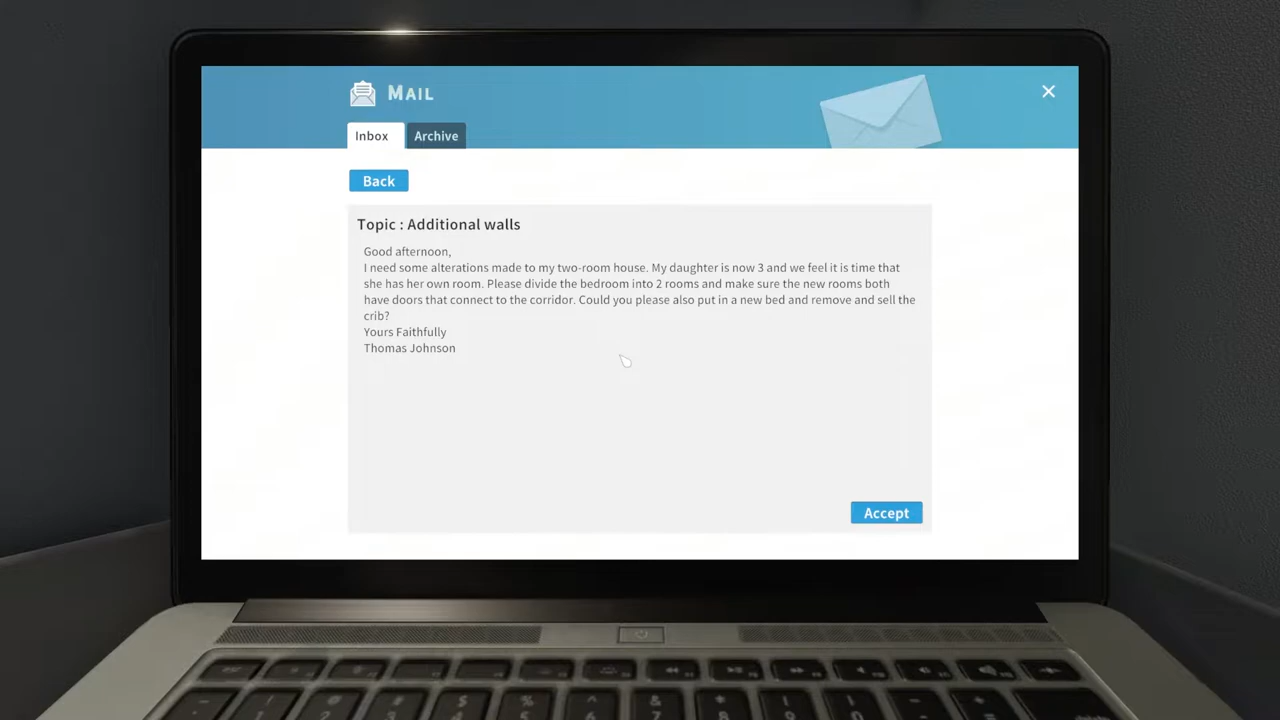 MAIL
Inbox
Archive
Back
Topic : Additional walls
Good afternoon,
I need some alterations made to my two-room house. My daughter is now 3 and we feel it is time that
she has her own room. Please divide the bedroom into 2 rooms and make sure the new rooms both
have doors that connect to the corridor. Could you please also put in a new bed and remove and sell the
crib?
Yours Faithfully
Thomas Johnson
Accept